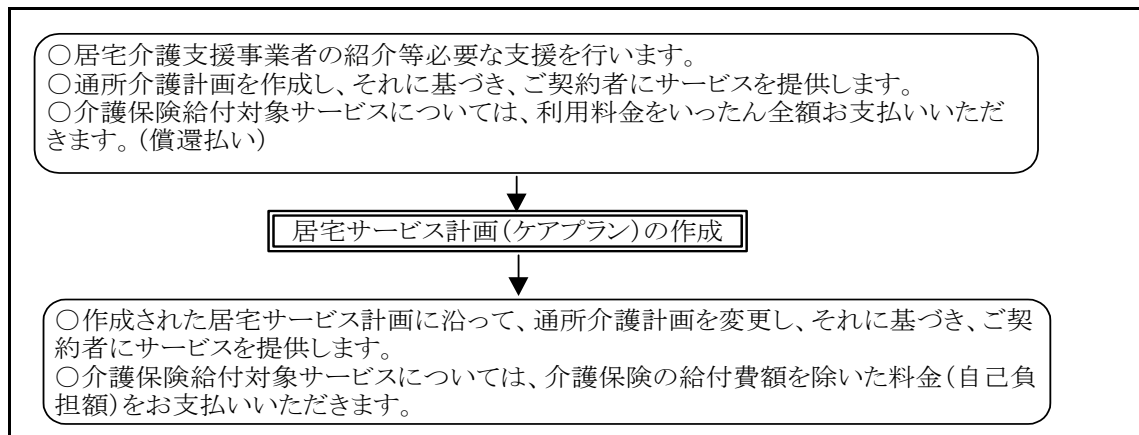 ○居宅介護支援事業者の紹介等必要な支援を行います。
○通所介護計画を作成し、それに基づき、ご契約者にサービスを提供します。
○介護保険給付対象サービスについては、利用料金をいったん全額お支払いいただ
きます。(償還払い)
居宅サービス計画(ケアプラン)の作成
○作成された居宅サービス計画に沿って、通所介護計画を変更し、それに基づき、ご契
約者にサービスを提供します。
○介護保険給付対象サービスについては、介護保険の給付費額を除いた料金(自己負
担額)をお支払いいただきます。